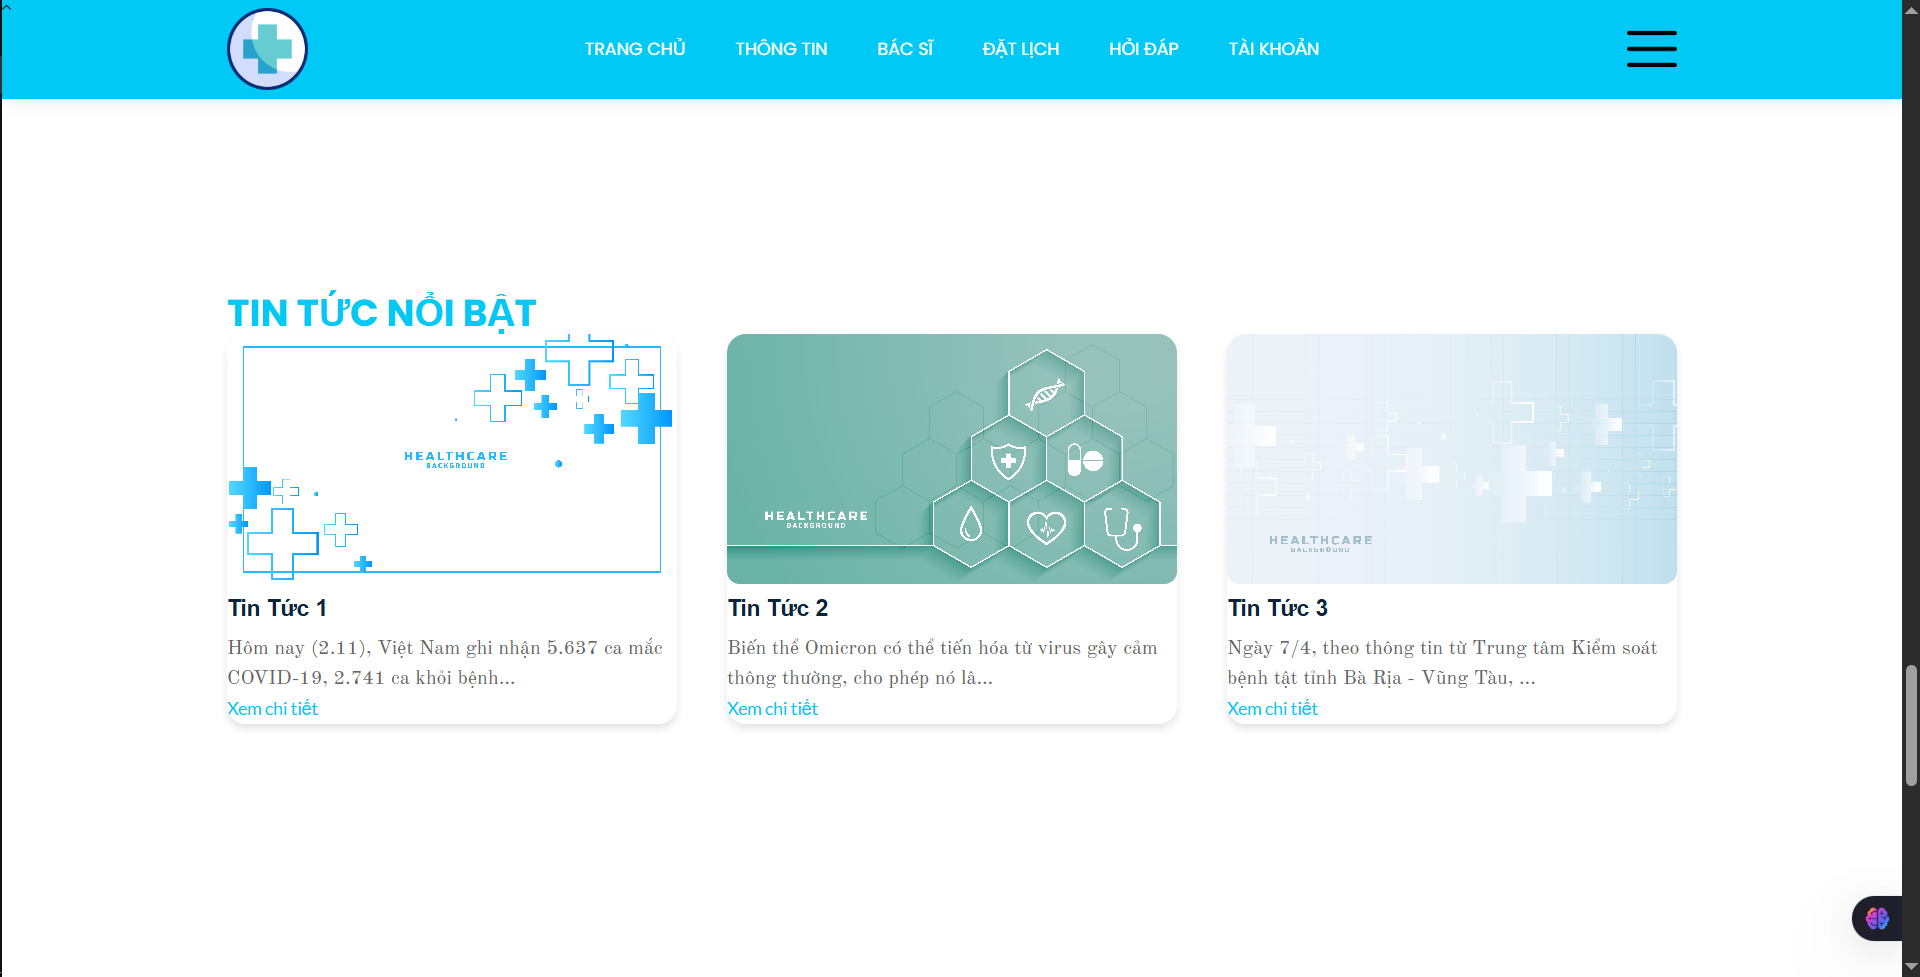 TRANG CHỦ THÔNG TIN BÁC SĨ ĐẶT LỊCH HỎI ĐÁP TÀI KHOẢN
TIN TỨC NỔI BẬT
HEALTHCARE
BACKGROUND
Tin Tức 1
Hôm nay (2.11), Việt Nam ghi nhận 5.637 ca mắc
COVID-19, 2.741 ca khỏi bệnh...
Xem chi tiết
HEALTHCARE
BACKGROUND
Tin Tức 2
Biến thể Omicron có thể tiến hóa từ virus gây cảm
thông thường, cho phép nó lâ...
Xem chi tiết
HEALTHCARE
BACKGROUND
Tin Tức 3
Ngày 7/4, theo thông tin từ Trung tâm Kiểm soát
bệnh tật tỉnh Bà Rịa - Vũng Tàu, ...
Xem chi tiết